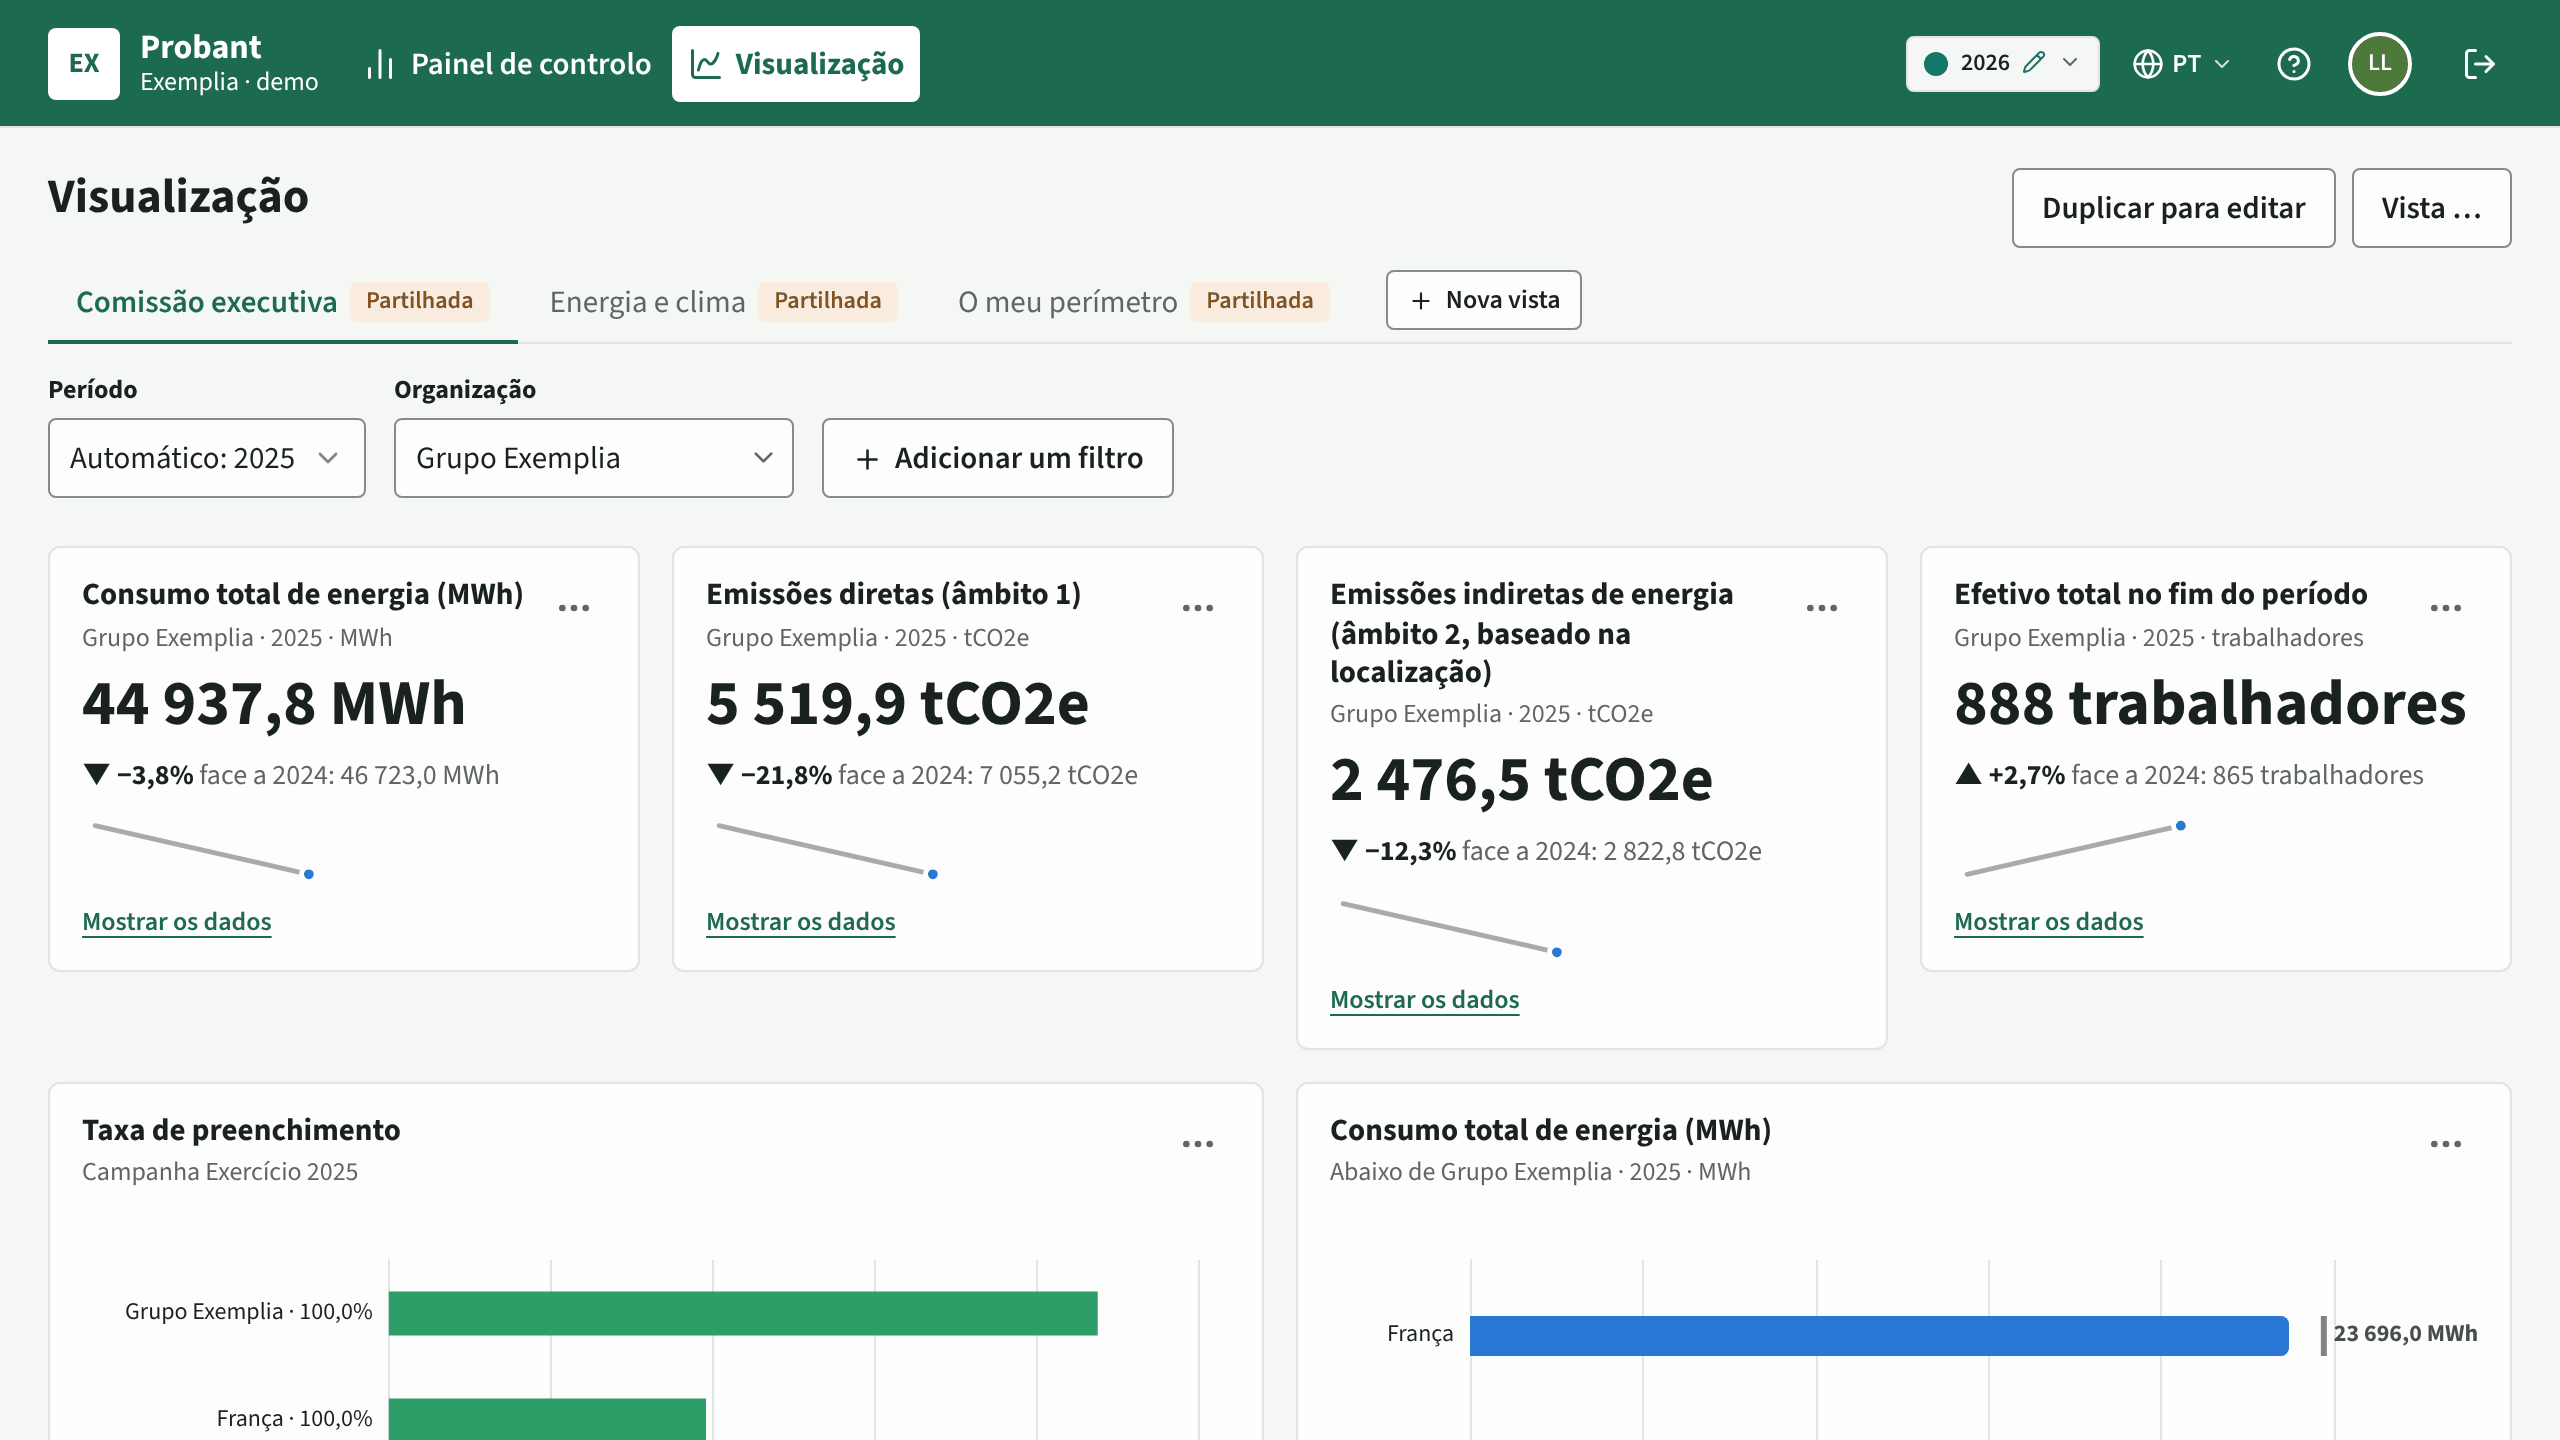 EX
Probant
Exemplia · demo
Painel de controlo
Visualização
2026
PT
LL
Visualização
Duplicar para editar
Vista …
Comissão executiva
Partilhada
Energia e clima
Partilhada
O meu perímetro
Partilhada
+ Nova vista
Período
Organização
Automático: 2025
Grupo Exemplia
+ Adicionar um filtro
Consumo total de energia (MWh)
Grupo Exemplia · 2025 · MWh
44 937,8 MWh
▼ −3,8% face a 2024: 46 723,0 MWh
Mostrar os dados
Emissões diretas (âmbito 1)
Grupo Exemplia · 2025 · tCO2e
5 519,9 tCO2e
▼ −21,8% face a 2024: 7 055,2 tCO2e
Mostrar os dados
Emissões indiretas de energia
(âmbito 2, baseado na
localização)
Grupo Exemplia · 2025 · tCO2e
2 476,5 tCO2e
▼ −12,3% face a 2024: 2 822,8 tCO2e
Mostrar os dados
Efetivo total no fim do período
Grupo Exemplia · 2025 · trabalhadores
888 trabalhadores
▲ +2,7% face a 2024: 865 trabalhadores
Mostrar os dados
Taxa de preenchimento
Campanha Exercício 2025
Grupo Exemplia · 100,0%
França · 100,0%
Consumo total de energia (MWh)
Abaixo de Grupo Exemplia · 2025 · MWh
França
23 696,0 MWh